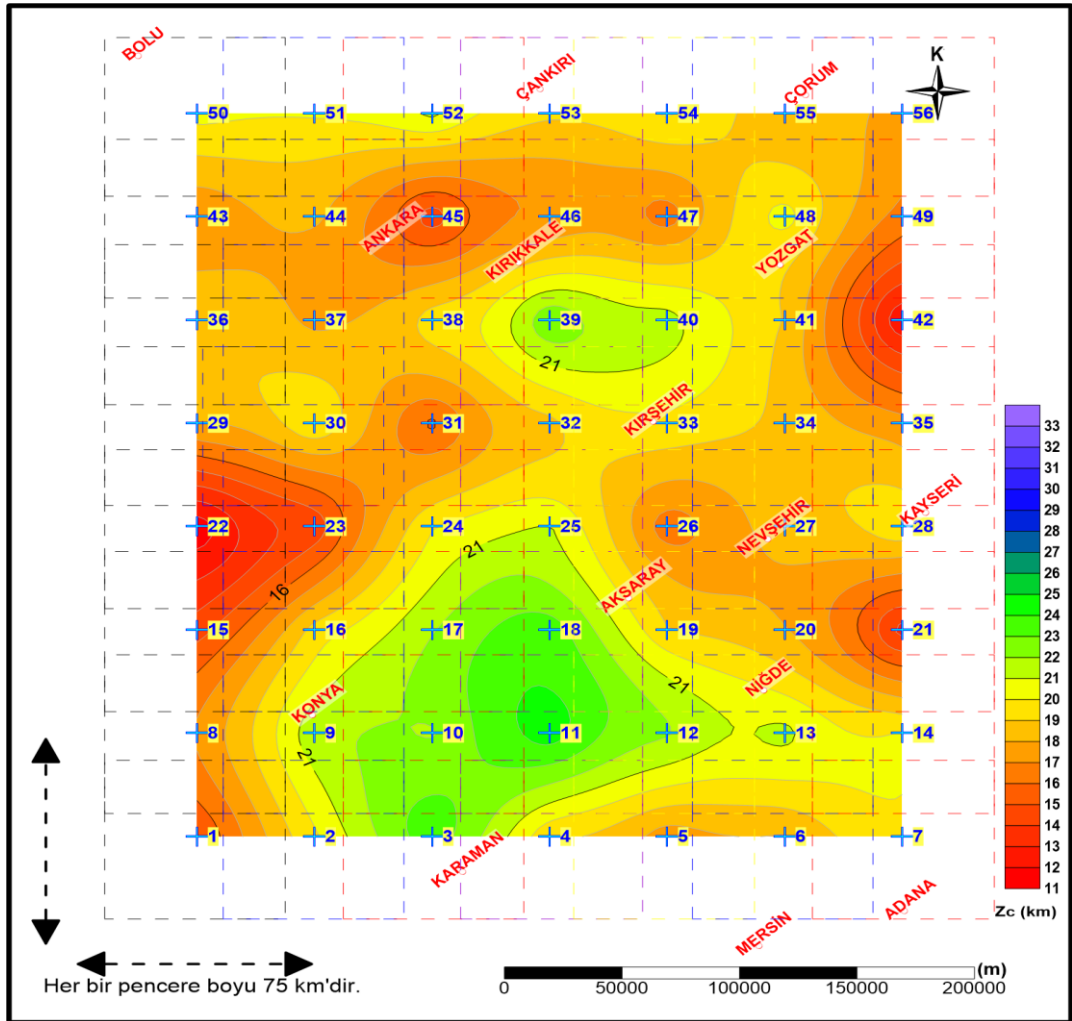 BOLU
ÇANKIRI
ÇORUM
K
50 51 52 53 54 55 56
ANKARA
KIRIKKALE
YOZGAT
43 44 45 46 47 48 49
36 37 38 39 40 41 42
21
KIRŞEHİR
29 30 31 32 33 34 35
KAYSERİ
NEVŞEHİR
22 23 24 25 26 27 28
21
AKSARAY
16
15 16 17 18 19 20 21
21
NİĞDE
KONYA
8 9 10 11 12 13 14
21
1 2 3 4 5 6 7
KARAMAN
ADANA
MERSİN
33
32
31
30
29
28
27
26
25
24
23
22
21
20
19
18
17
16
15
14
13
12
11
Zc (km)
Her bir pencere boyu 75 km'dir.
(m)
0 50000 100000 150000 200000